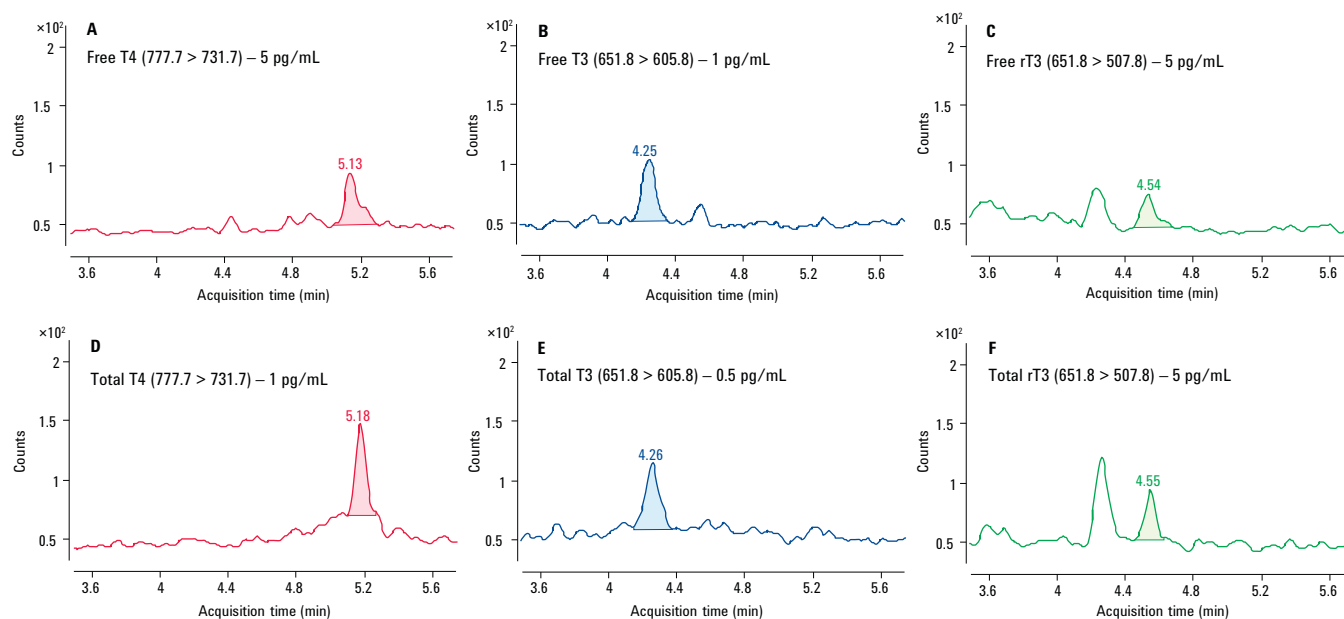 A
×10²
Free T4 (777.7 > 731.7) – 5 pg/mL
2
1.5
1
0.5
Counts
5.13
3.6 4 4.4 4.8 5.2 5.6
Acquisition time (min)
B
×10²
Free T3 (651.8 > 605.8) – 1 pg/mL
2
1.5
1
0.5
Counts
4.25
3.6 4 4.4 4.8 5.2 5.6
Acquisition time (min)
C
×10²
Free rT3 (651.8 > 507.8) – 5 pg/mL
2
1.5
1
0.5
Counts
4.54
3.6 4 4.4 4.8 5.2 5.6
Acquisition time (min)
D
×10²
Total T4 (777.7 > 731.7) – 1 pg/mL
2
1.5
1
0.5
Counts
5.18
3.6 4 4.4 4.8 5.2 5.6
Acquisition time (min)
E
×10²
Total T3 (651.8 > 605.8) – 0.5 pg/mL
2
1.5
1
0.5
Counts
4.26
3.6 4 4.4 4.8 5.2 5.6
Acquisition time (min)
F
×10²
Total rT3 (651.8 > 507.8) – 5 pg/mL
2
1.5
1
0.5
Counts
4.55
3.6 4 4.4 4.8 5.2 5.6
Acquisition time (min)